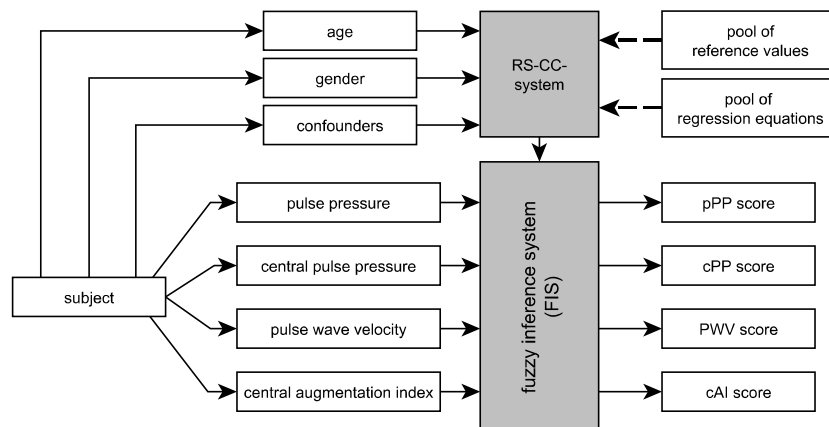 age
gender
confounders
RS-CC-
system
pool of
reference values
pool of
regression equations
subject
pulse pressure
central pulse pressure
pulse wave velocity
central augmentation index
fuzzy inference system
(FIS)
pPP score
cPP score
PWV score
cAI score